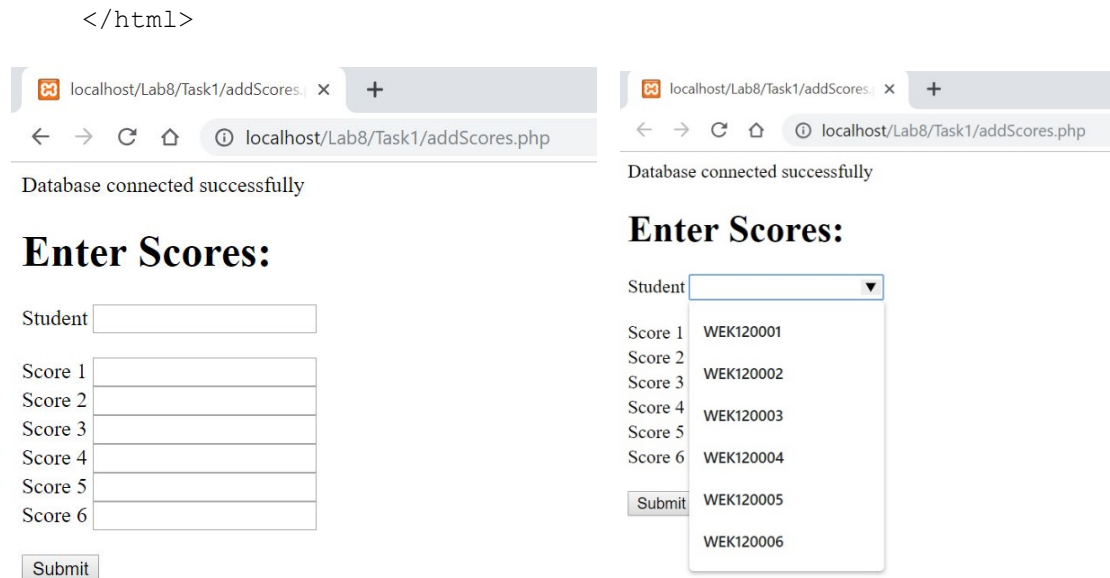 </html>
localhost/Lab8/Task1/addScores.
localhost/Lab8/Task1/addScores.php
Database connected successfully
Enter Scores:
Student
Score 1
Score 2
Score 3
Score 4
Score 5
Score 6
Submit
localhost/Lab8/Task1/addScores.
localhost/Lab8/Task1/addScores.php
Database connected successfully
Enter Scores:
Student
Score 1 WEK120001
Score 2
Score 3 WEK120002
Score 4 WEK120003
Score 5
Score 6 WEK120004
Submit WEK120005
WEK120006